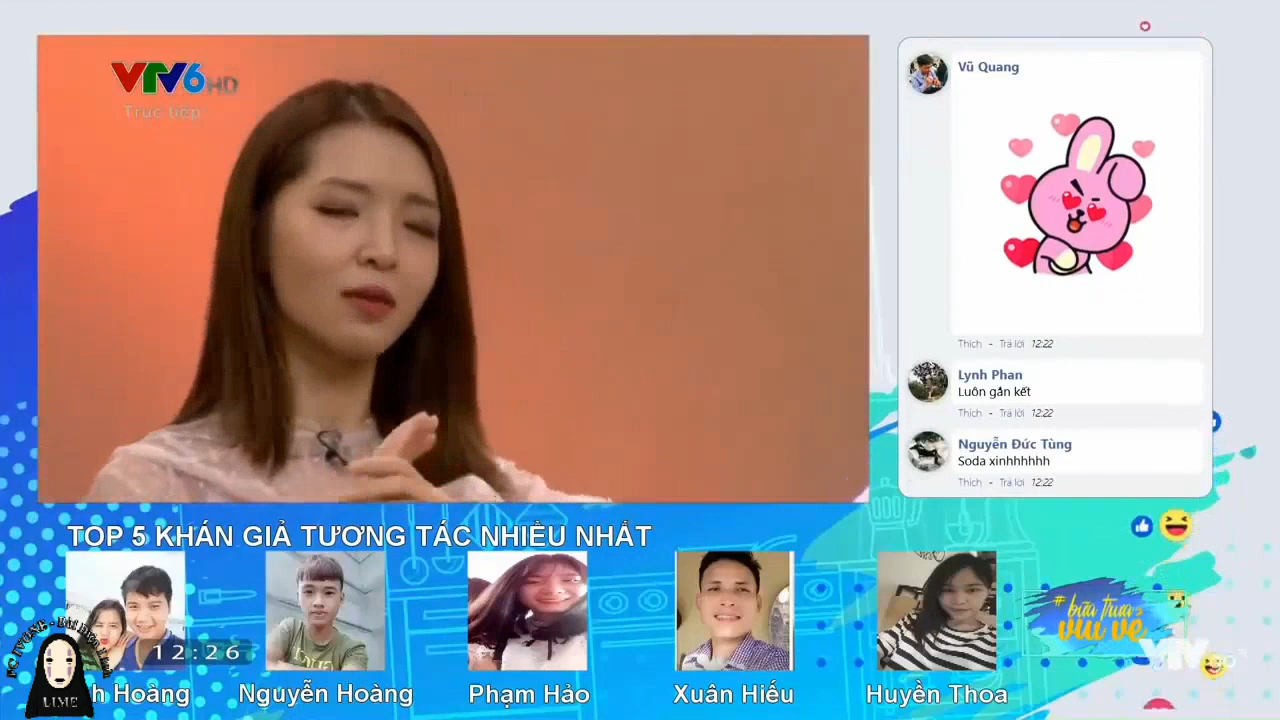 VTV6 HD
Trực tiếp
Vũ Quang
Thích - Trả lời 12:22
Lynh Phan
Luôn gắn kết
Thích - Trả lời 12:22
Nguyễn Đức Tùng
Soda xinhhhhhh
Thích - Trả lời 12:22
TOP 5 KHÁN GIẢ TƯƠNG TÁC NHIỀU NHẤT
12:26
h Hoàng
Nguyễn Hoàng
Phạm Hảo
Xuân Hiếu
Huyền Thoa
# bữa trưa
vui vẻ
LIME